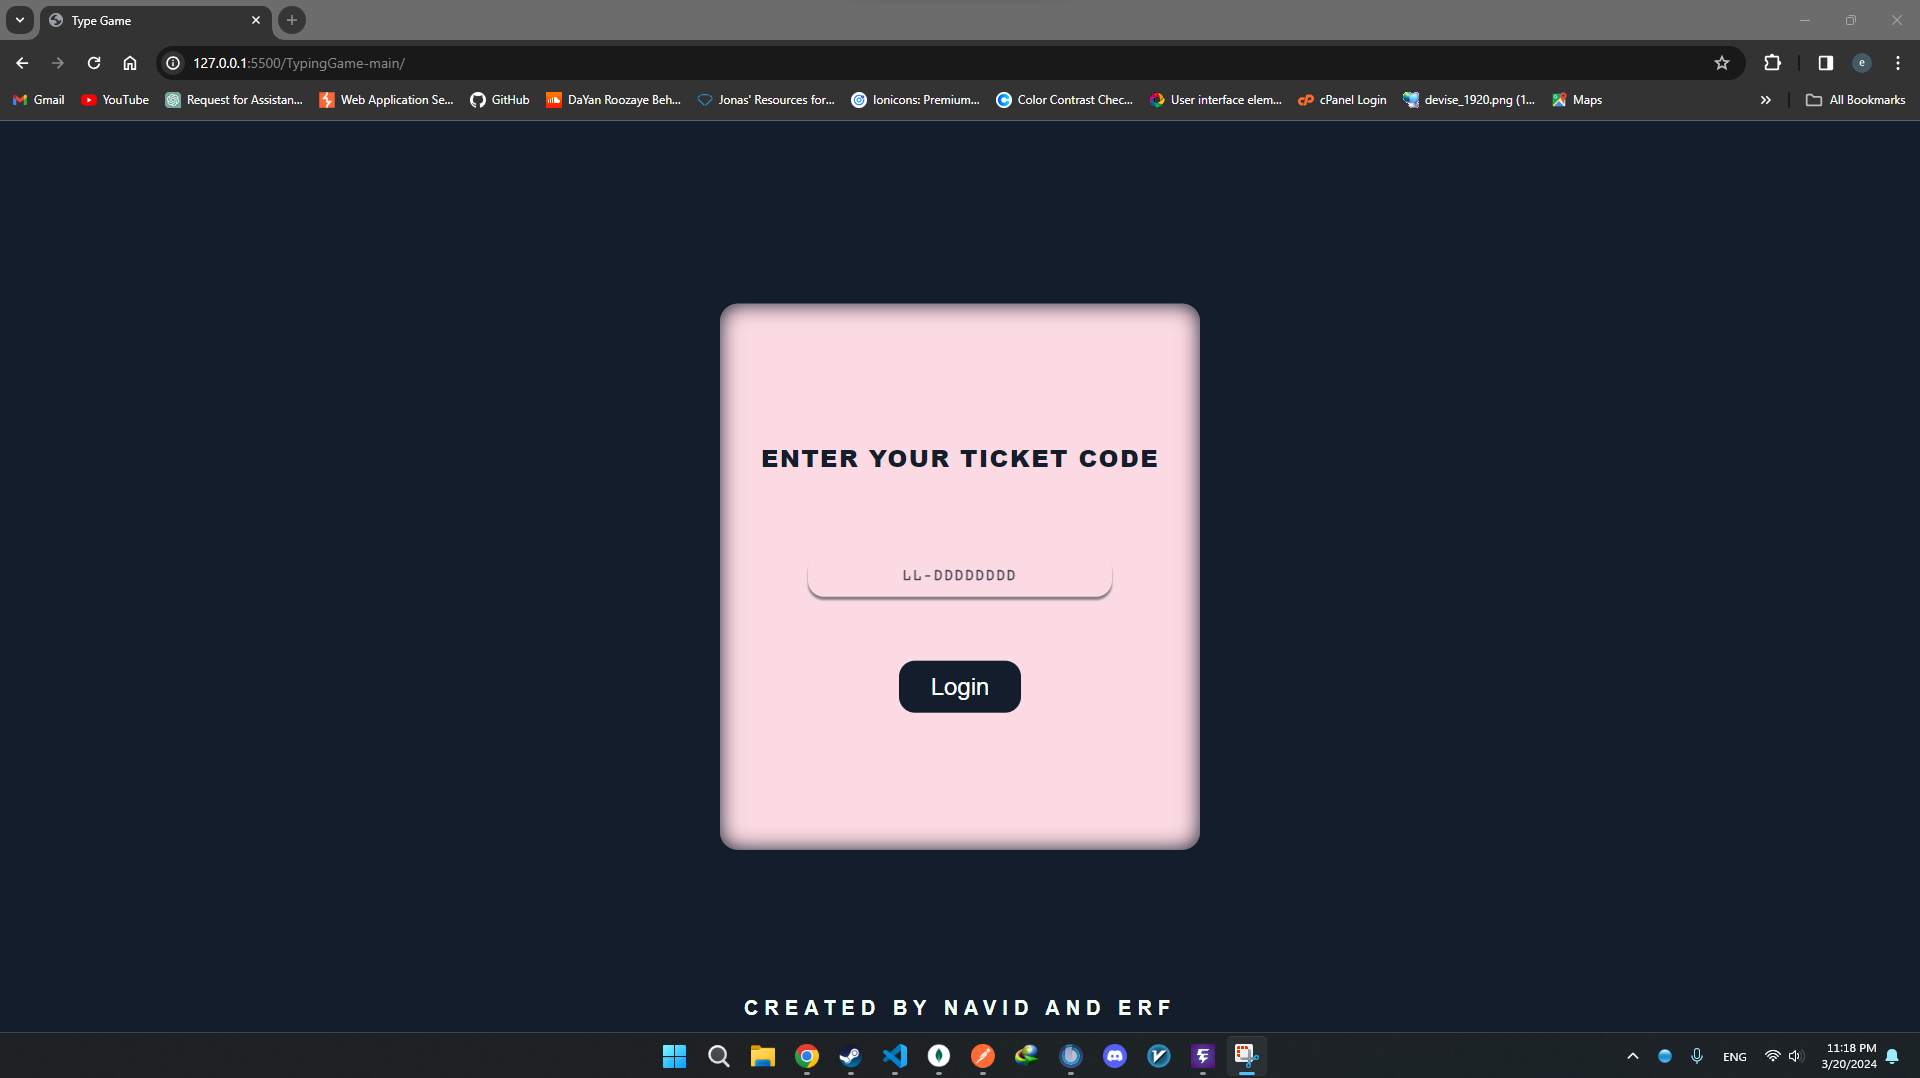 Type Game
127.0.0.1:5500/TypingGame-main/
e
Gmail YouTube Request for Assistan... Web Application Se... GitHub DaYan Roozaye Beh... Jonas' Resources for... Ionicons: Premium... Color Contrast Chec... User interface elem... cPanel Login devise_1920.png (1... Maps All Bookmarks
ENTER YOUR TICKET CODE
LL-DDDDDDDD
Login
CREATED BY NAVID AND ERF
ENG
11:18 PM
3/20/2024